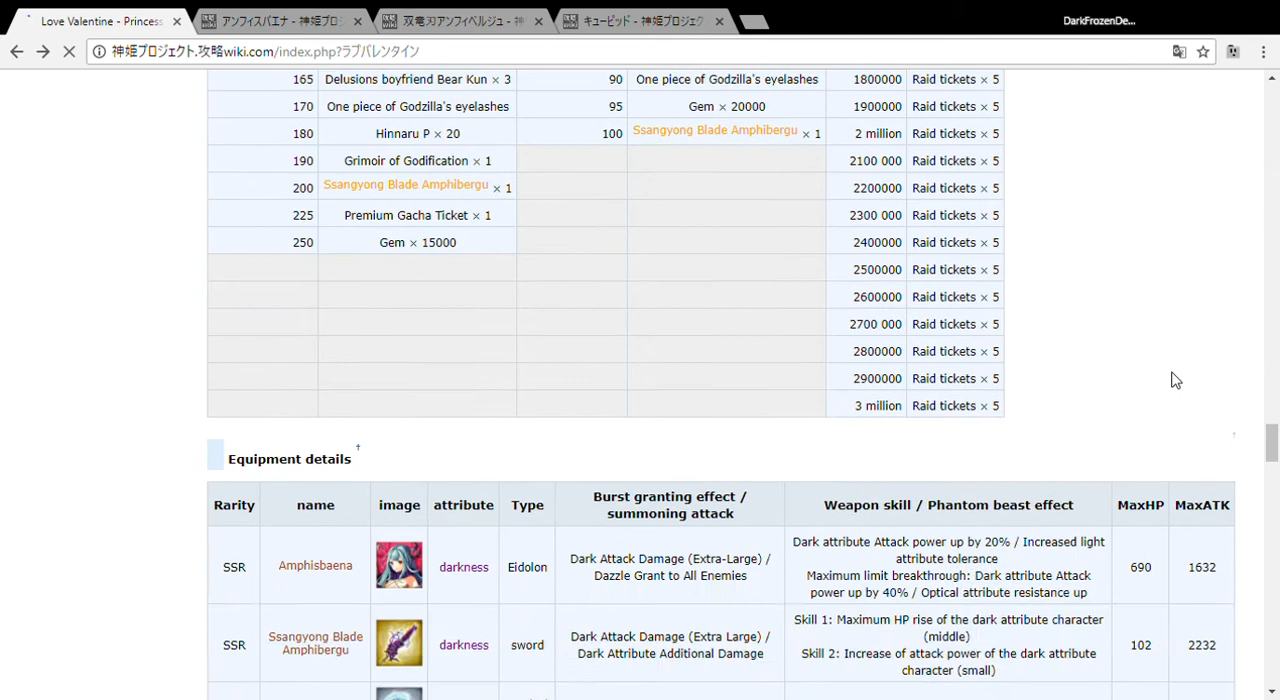 Love Valentine - Princess
アンフィスバエナ - 神姫プロジ
双竜刃アンフィベルジュ - 神
キューピッド - 神姫プロジェク
DarkFrozenDe...
神姫プロジェクト.攻略wiki.com/index.php?ラブバレンタイン
165 Delusions boyfriend Bear Kun × 3 90 One piece of Godzilla's eyelashes 1800000 Raid tickets × 5
170 One piece of Godzilla's eyelashes 95 Gem × 20000 1900000 Raid tickets × 5
180 Hinnaru P × 20 100 Ssangyong Blade Amphibergu × 1 2 million Raid tickets × 5
190 Grimoir of Godification × 1 2100 000 Raid tickets × 5
200 Ssangyong Blade Amphibergu × 1 2200000 Raid tickets × 5
225 Premium Gacha Ticket × 1 2300 000 Raid tickets × 5
250 Gem × 15000 2400000 Raid tickets × 5
2500000 Raid tickets × 5
2600000 Raid tickets × 5
2700 000 Raid tickets × 5
2800000 Raid tickets × 5
2900000 Raid tickets × 5
3 million Raid tickets × 5
Equipment details †
Rarity name image attribute Type Burst granting effect / summoning attack Weapon skill / Phantom beast effect MaxHP MaxATK
SSR Amphisbaena darkness Eidolon Dark Attack Damage (Extra-Large) / Dazzle Grant to All Enemies Dark attribute Attack power up by 20% / Increased light attribute tolerance Maximum limit breakthrough: Dark attribute Attack power up by 40% / Optical attribute resistance up 690 1632
SSR Ssangyong Blade Amphibergu darkness sword Dark Attack Damage (Extra Large) / Dark Attribute Additional Damage Skill 1: Maximum HP rise of the dark attribute character (middle) Skill 2: Increase of attack power of the dark attribute character (small) 102 2232